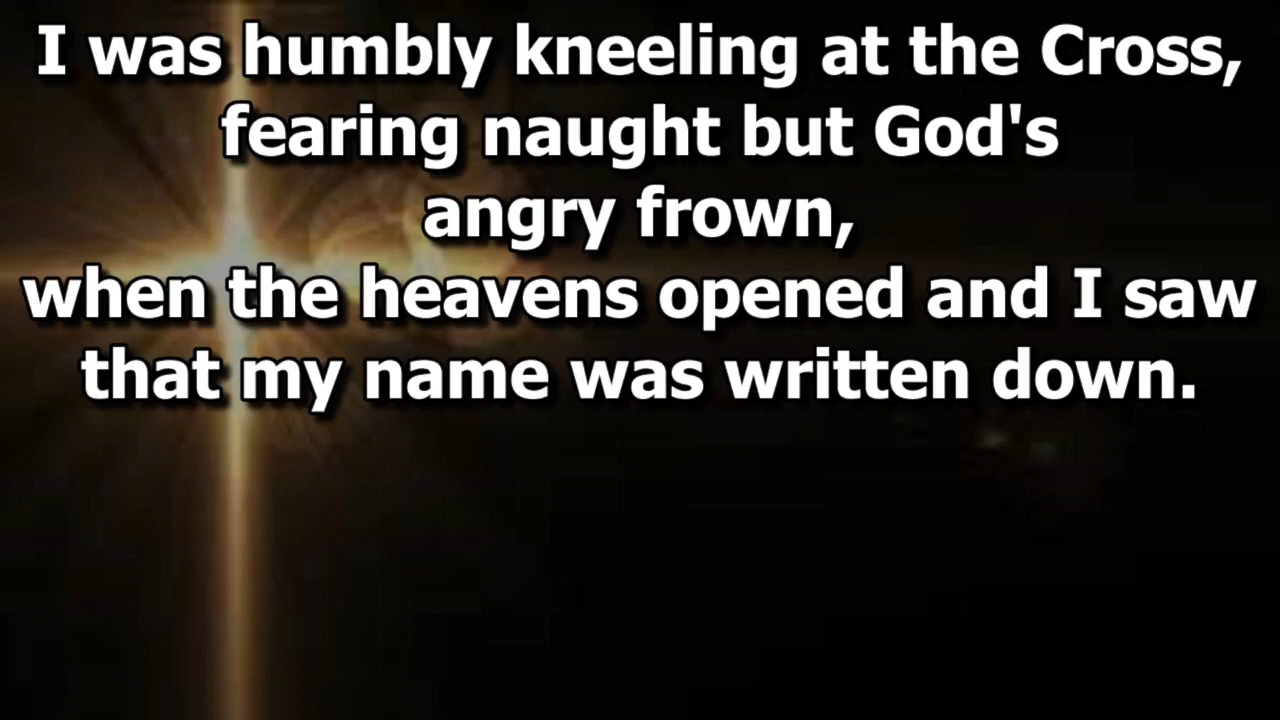 I was humbly kneeling at the Cross,
fearing naught but God's
angry frown,
when the heavens opened and I saw
that my name was written down.